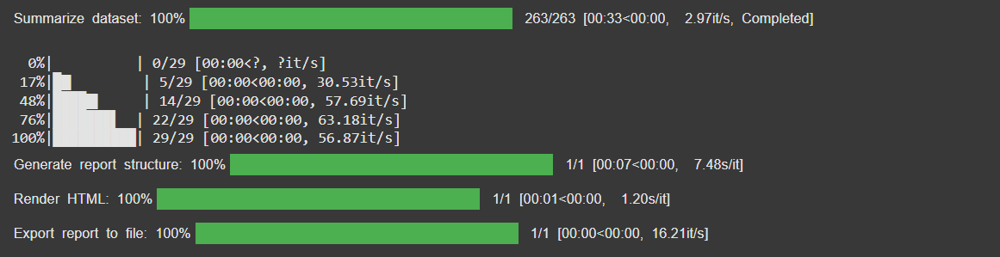 Summarize dataset: 100% 263/263 [00:33<00:00, 2.97it/s, Completed]
0%| | 0/29 [00:00<?, ?it/s]
17%|█▋ | 5/29 [00:00<00:00, 30.53it/s]
48%|████▊ | 14/29 [00:00<00:00, 57.69it/s]
76%|███████▌ | 22/29 [00:00<00:00, 63.18it/s]
100%|██████████| 29/29 [00:00<00:00, 56.87it/s]
Generate report structure: 100% 1/1 [00:07<00:00, 7.48s/it]
Render HTML: 100% 1/1 [00:01<00:00, 1.20s/it]
Export report to file: 100% 1/1 [00:00<00:00, 16.21it/s]